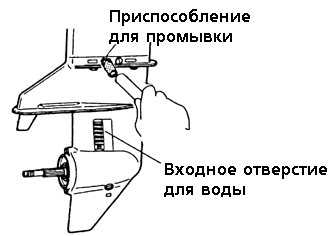 Приспособление
для промывки
Входное отверстие
для воды